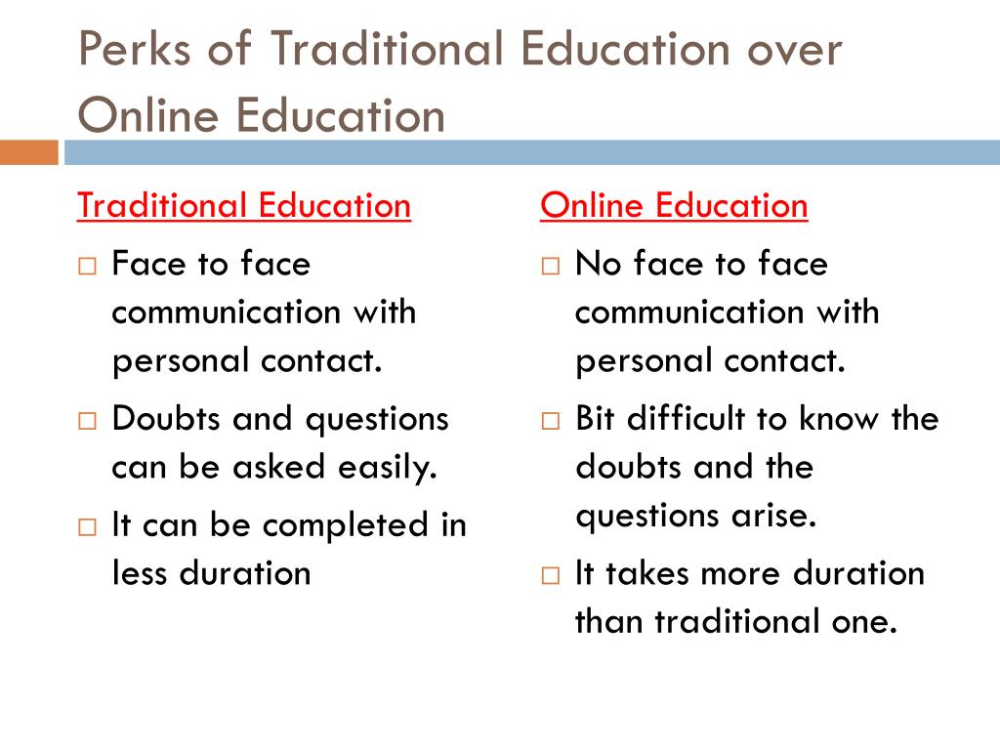 Perks of Traditional Education over
Online Education
Traditional Education
Face to face
communication with
personal contact.
Doubts and questions
can be asked easily.
It can be completed in
less duration
Online Education
No face to face
communication with
personal contact.
Bit difficult to know the
doubts and the
questions arise.
It takes more duration
than traditional one.